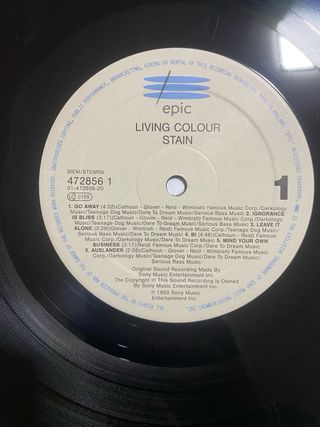 epic
LIVING COLOUR
STAIN
BIEM/STEMRA
472856 1
01-472856-20
LC 0199
1
1. GO AWAY (4:02)(Calhoun - Glover - Reid - Wimbish) Famous Music Corp./Darkology
Music/Teenage Dog Music/Dare To Dream Music/Serious Bass Music 2. IGNORANCE
IS BLISS (3:17)(Calhoun - Glover - Reid - Wimbish) Famous Music Corp./Darkology
Music/Teenage Dog Music/Dare To Dream Music/Serious Bass Music 3. LEAVE IT
ALONE (3:29)(Glover - Wimbish - Reid) Famous Music Corp./Teenage Dog Music/Serious
Bass Music/Dare to Dream Music 4. BI (4:46)(Calhoun - Reid) Famous
Music Corp./Darkology Music/Dare To Dream Music 5. MIND YOUR OWN
BUSINESS (3:17)(Reid) Famous Music Corp./Dare To Dream Music
6. AUSLANDER (2:38)(Calhoun - Glover - Reid - Wimbish) Famous Music
Corp./Darkology Music/Teenage Dog Music/Dare To Dream Music/
Serious Bass Music
Original Sound Recording Made By
Sony Music Entertainment Inc.
The Copyright In This Sound Recording Is Owned
By Sony Music Entertainment Inc.
℗ 1993 Sony Music
Entertainment Inc.